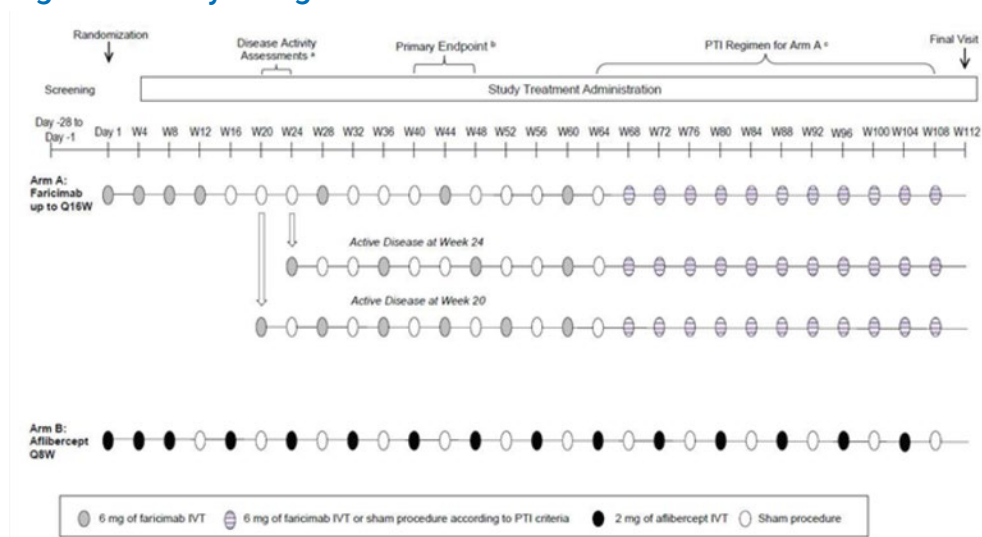 Randomization
Disease Activity
Assessments a
Primary Endpoint b
PTI Regimen for Arm A c
Final Visit
Screening
Study Treatment Administration
Day -28 to
Day -1
Day 1 W4 W8 W12 W16 W20 W24 W28 W32 W36 W40 W44 W48 W52 W56 W60 W64 W68 W72 W76 W80 W84 W88 W92 W96 W100 W104 W108 W112
Arm A:
Faricimab
up to Q16W
Active Disease at Week 24
Active Disease at Week 20
Arm B:
Aflibercept
Q8W
6 mg of faricimab IVT 6 mg of faricimab IVT or sham procedure according to PTI criteria 2 mg of aflibercept IVT Sham procedure